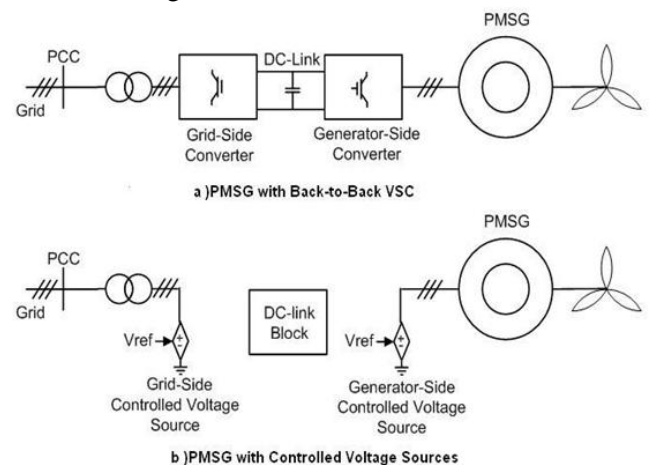 PMSG
PCC
DC-Link
Grid
Grid-Side
Converter
Generator-Side
Converter
a )PMSG with Back-to-Back VSC
PMSG
PCC
Grid
DC-link
Block
Vref
Vref
Grid-Side
Controlled Voltage
Source
Generator-Side
Controlled Voltage
Source
b )PMSG with Controlled Voltage Sources